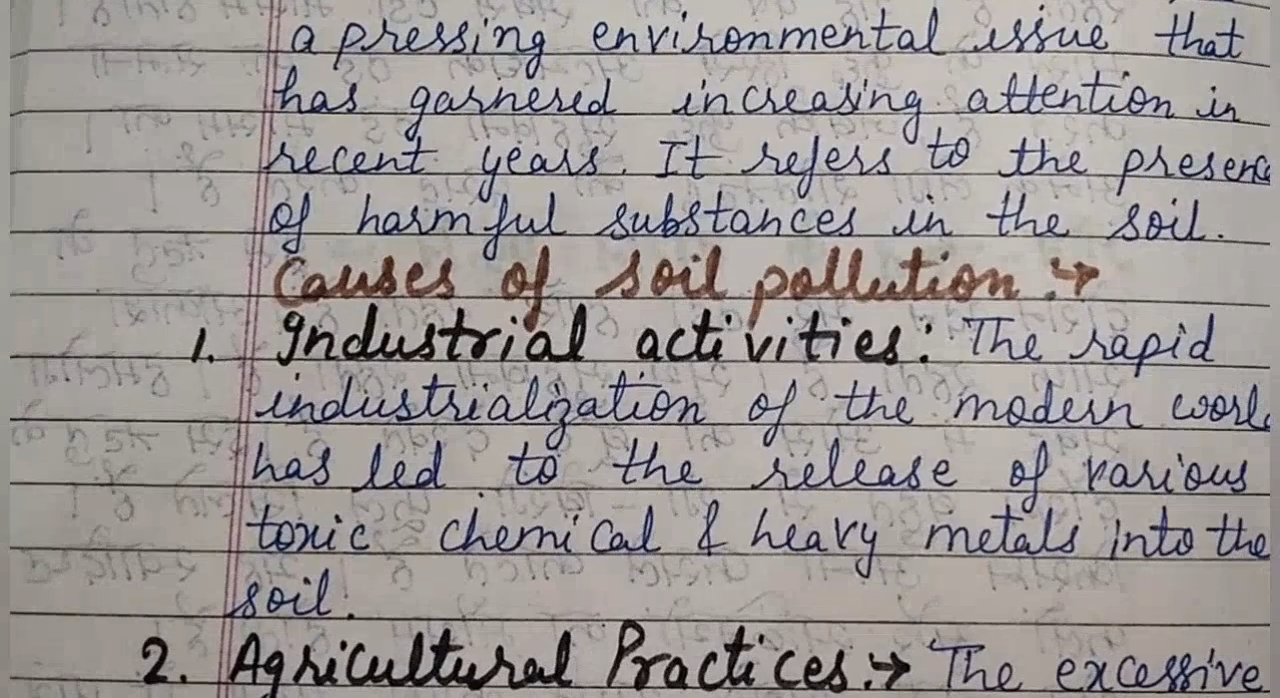 a pressing environmental issue that
has garnered increasing attention in
recent years. It refers to the presence
of harmful substances in the soil.
Causes of soil pollution :→
1. Industrial activities: The rapid
industrialization of the modern world
has led to the release of various
toxic chemical & heavy metals into the
soil.
2. Agricultural Practices :→ The excessive